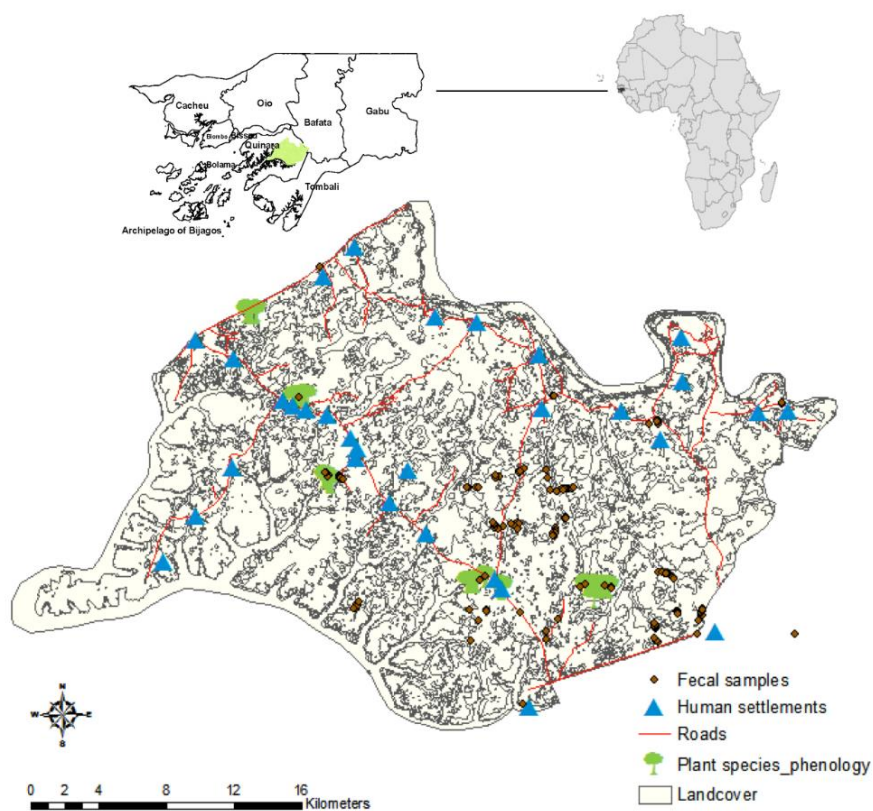 Cacheu
Oio
Bafata
Gabu
Quinara
Bolama
Tombali
Archipelago of Bijagos
Fecal samples
Human settlements
Roads
Plant species_phenology
Landcover
N
W E
S
0 2 4 8 12 16
Kilometers